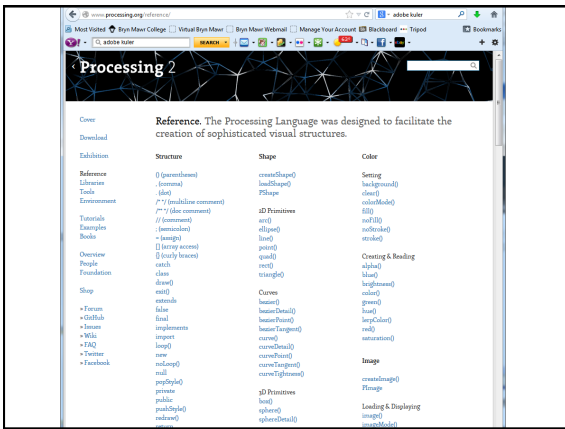 www.processing.org/reference/
adobe kuler
Most Visited Bryn Mawr College Virtual Bryn Mawr Bryn Mawr Webmail Manage Your Account Blackboard Tripod Bookmarks
adobe kuler SEARCH
Processing 2
Cover
Download
Exhibition
Reference
Libraries
Tools
Environment
Tutorials
Examples
Books
Overview
People
Foundation
Shop
» Forum
» GitHub
» Issues
» Wiki
» FAQ
» Twitter
» Facebook
Reference. The Processing Language was designed to facilitate the
creation of sophisticated visual structures.
Structure
() (parentheses)
, (comma)
. (dot)
/* */ (multiline comment)
/** */ (doc comment)
// (comment)
; (semicolon)
= (assign)
[] (array access)
{} (curly braces)
catch
class
draw()
exit()
extends
false
final
implements
import
loop()
new
noLoop()
null
popStyle()
private
public
pushStyle()
redraw()
return
Shape
createShape()
loadShape()
PShape
2D Primitives
arc()
ellipse()
line()
point()
quad()
rect()
triangle()
Curves
bezier()
bezierDetail()
bezierPoint()
bezierTangent()
curve()
curveDetail()
curvePoint()
curveTangent()
curveTightness()
3D Primitives
box()
sphere()
sphereDetail()
Color
Setting
background()
clear()
colorMode()
fill()
noFill()
noStroke()
stroke()
Creating & Reading
alpha()
blue()
brightness()
color()
green()
hue()
lerpColor()
red()
saturation()
Image
createImage()
PImage
Loading & Displaying
image()
imageMode()